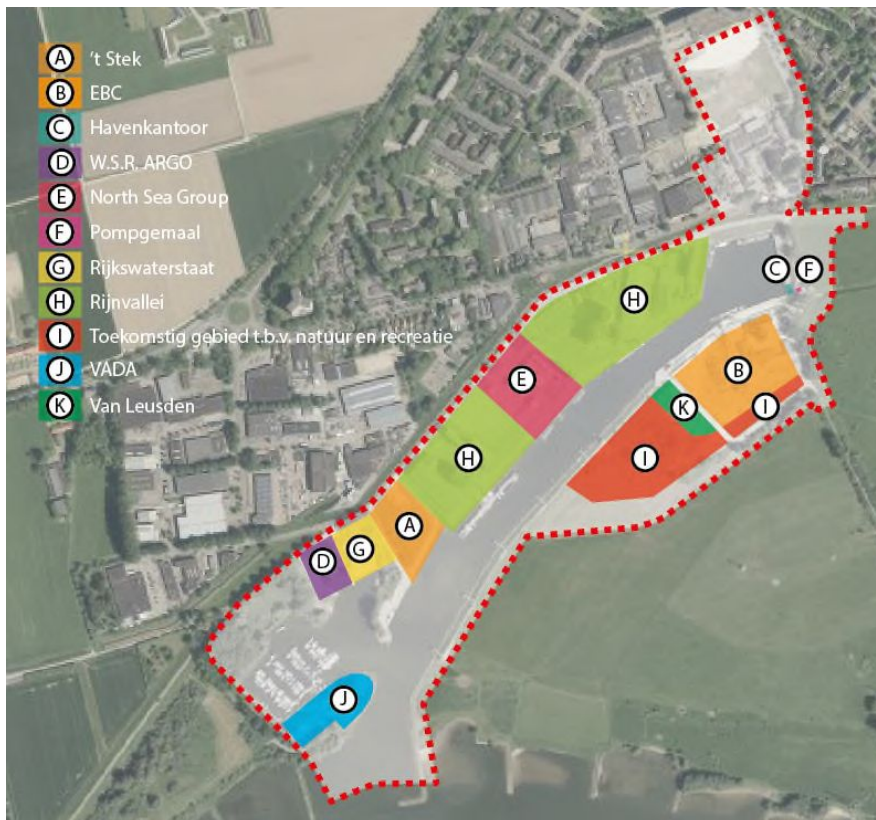 A 't Stek
B EBC
C Havenkantoor
D W.S.R. ARGO
E North Sea Group
F Pompgemaal
G Rijkswaterstaat
H Rijnvallei
I Toekomstig gebied t.b.v. natuur en recreatie
J VADA
K Van Leusden
H
C F
E
B
K
I
H
I
A
G
D
J